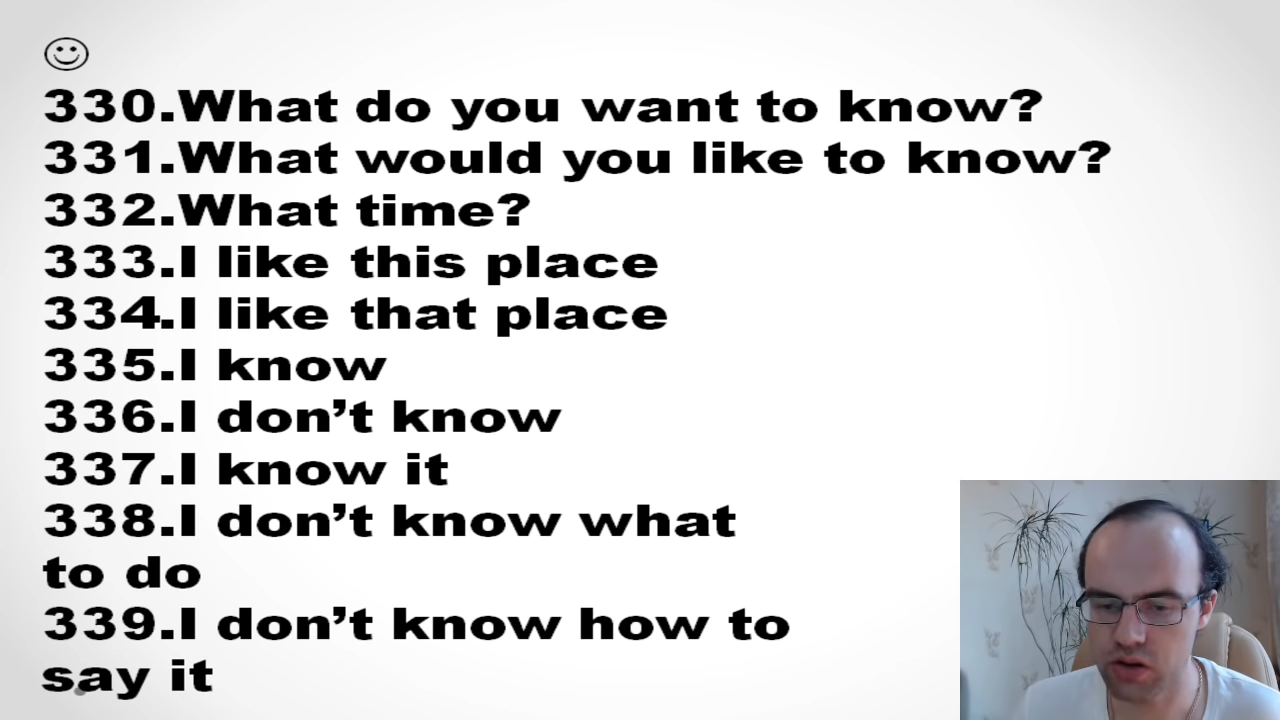 330.What do you want to know?
331.What would you like to know?
332.What time?
333.I like this place
334.I like that place
335.I know
336.I don’t know
337.I know it
338.I don’t know what
to do
339.I don’t know how to
say it